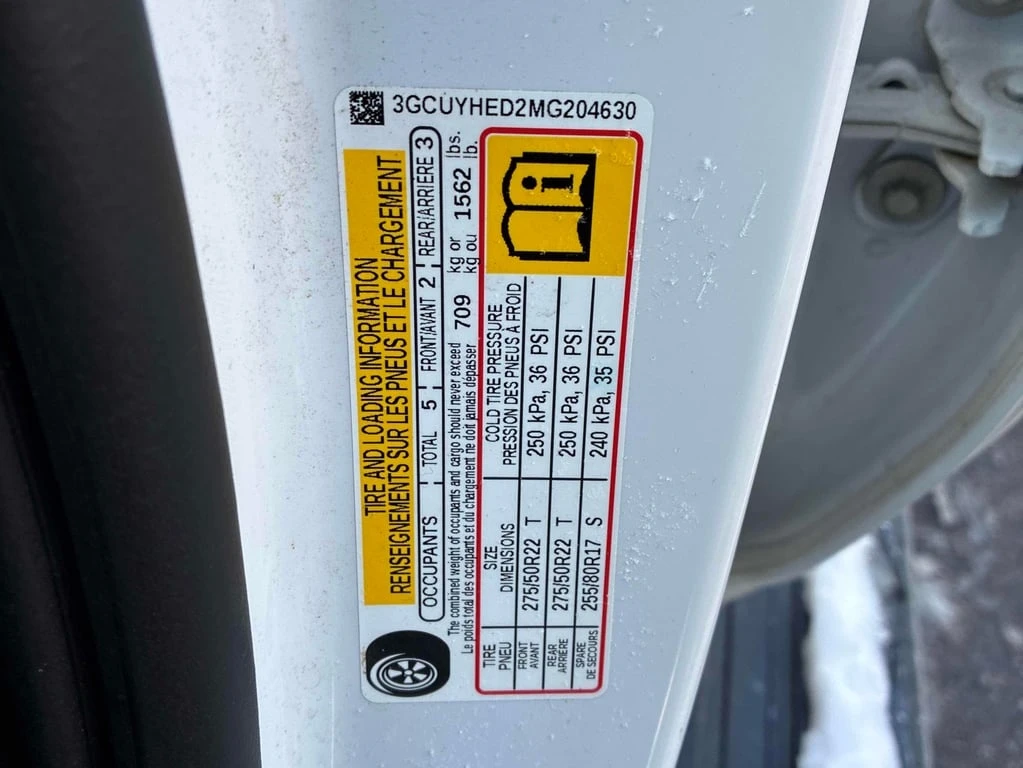 3GCUYHED2MG204630
TIRE AND LOADING INFORMATION
RENSEIGNEMENTS SUR LES PNEUS ET LE CHARGEMENT
OCCUPANTS TOTAL 5 FRONT/AVANT 2 REAR/ARRIÈRE 3
The combined weight of occupants and cargo should never exceed 709 kg or 1562 lbs.
Le poids total des occupants et du chargement ne doit jamais dépasser kg ou lb.
TIRE SIZE COLD TIRE PRESSURE
PNEU DIMENSIONS PRESSION DES PNEUS À FROID
FRONT
AVANT 275/50R22 T 250 kPa, 36 PSI
REAR
ARRIÈRE 275/50R22 T 250 kPa, 36 PSI
SPARE
DE SECOURS 255/80R17 S 240 kPa, 35 PSI
i